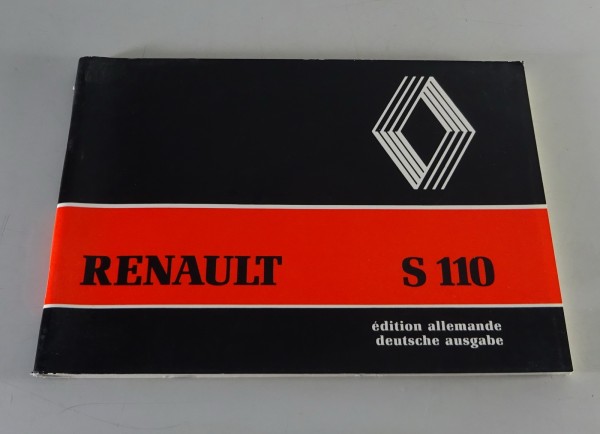 RENAULT S 110
édition allemande
deutsche ausgabe